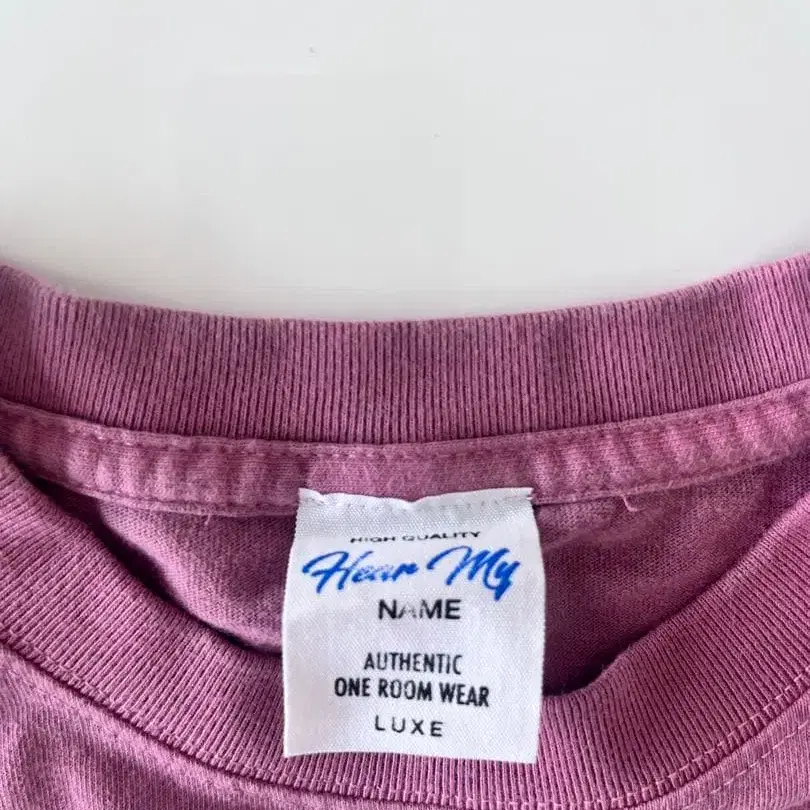 HIGH QUALITY
Hear My
NAME
AUTHENTIC
ONE ROOM WEAR
LUXE